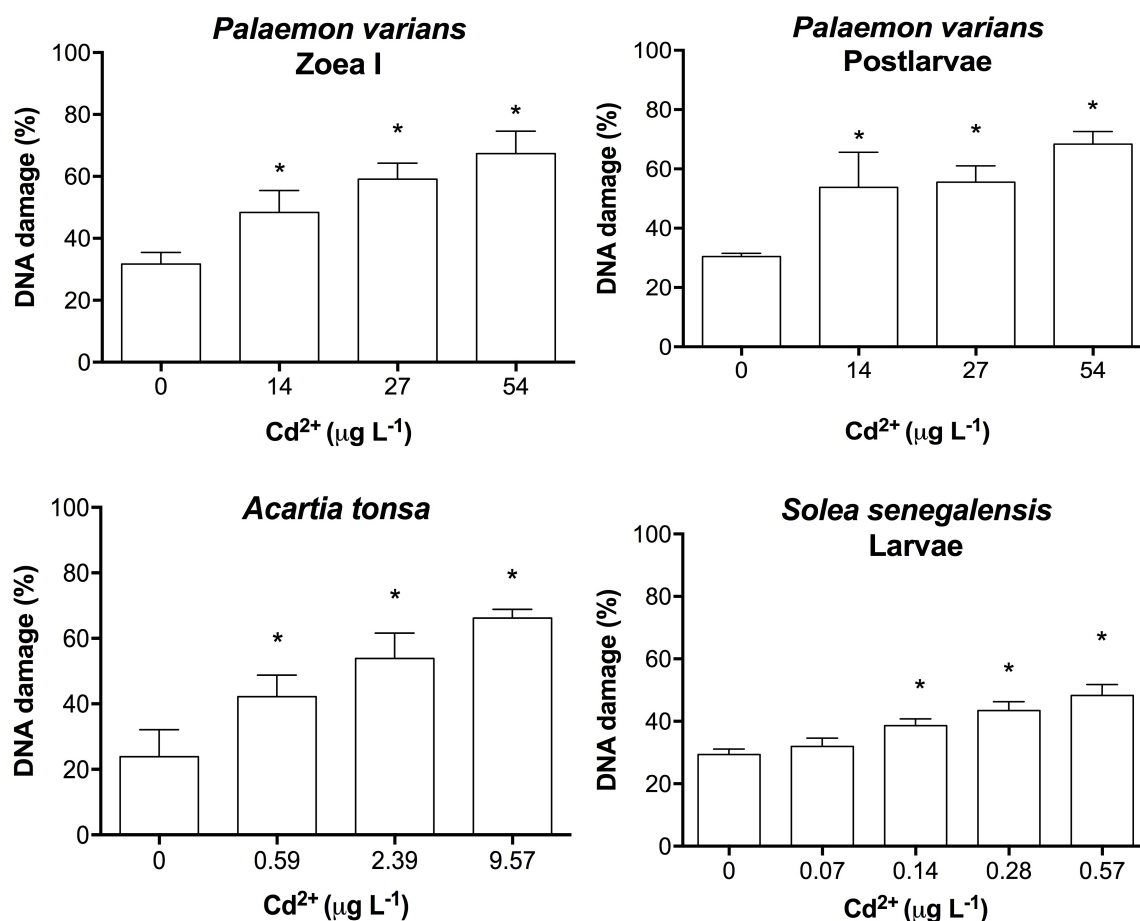 Palaemon varians
Zoea I
DNA damage (%)
100
80
60
40
20
0
*
*
*
0 14 27 54
Cd²⁺ (µg L⁻¹)
Palaemon varians
Postlarvae
DNA damage (%)
100
80
60
40
20
0
*
*
*
0 14 27 54
Cd²⁺ (µg L⁻¹)
Acartia tonsa
DNA damage (%)
100
80
60
40
20
0
*
*
*
0 0.59 2.39 9.57
Cd²⁺ (µg L⁻¹)
Solea senegalensis
Larvae
DNA damage (%)
100
80
60
40
20
0
*
*
*
0 0.07 0.14 0.28 0.57
Cd²⁺ (µg L⁻¹)